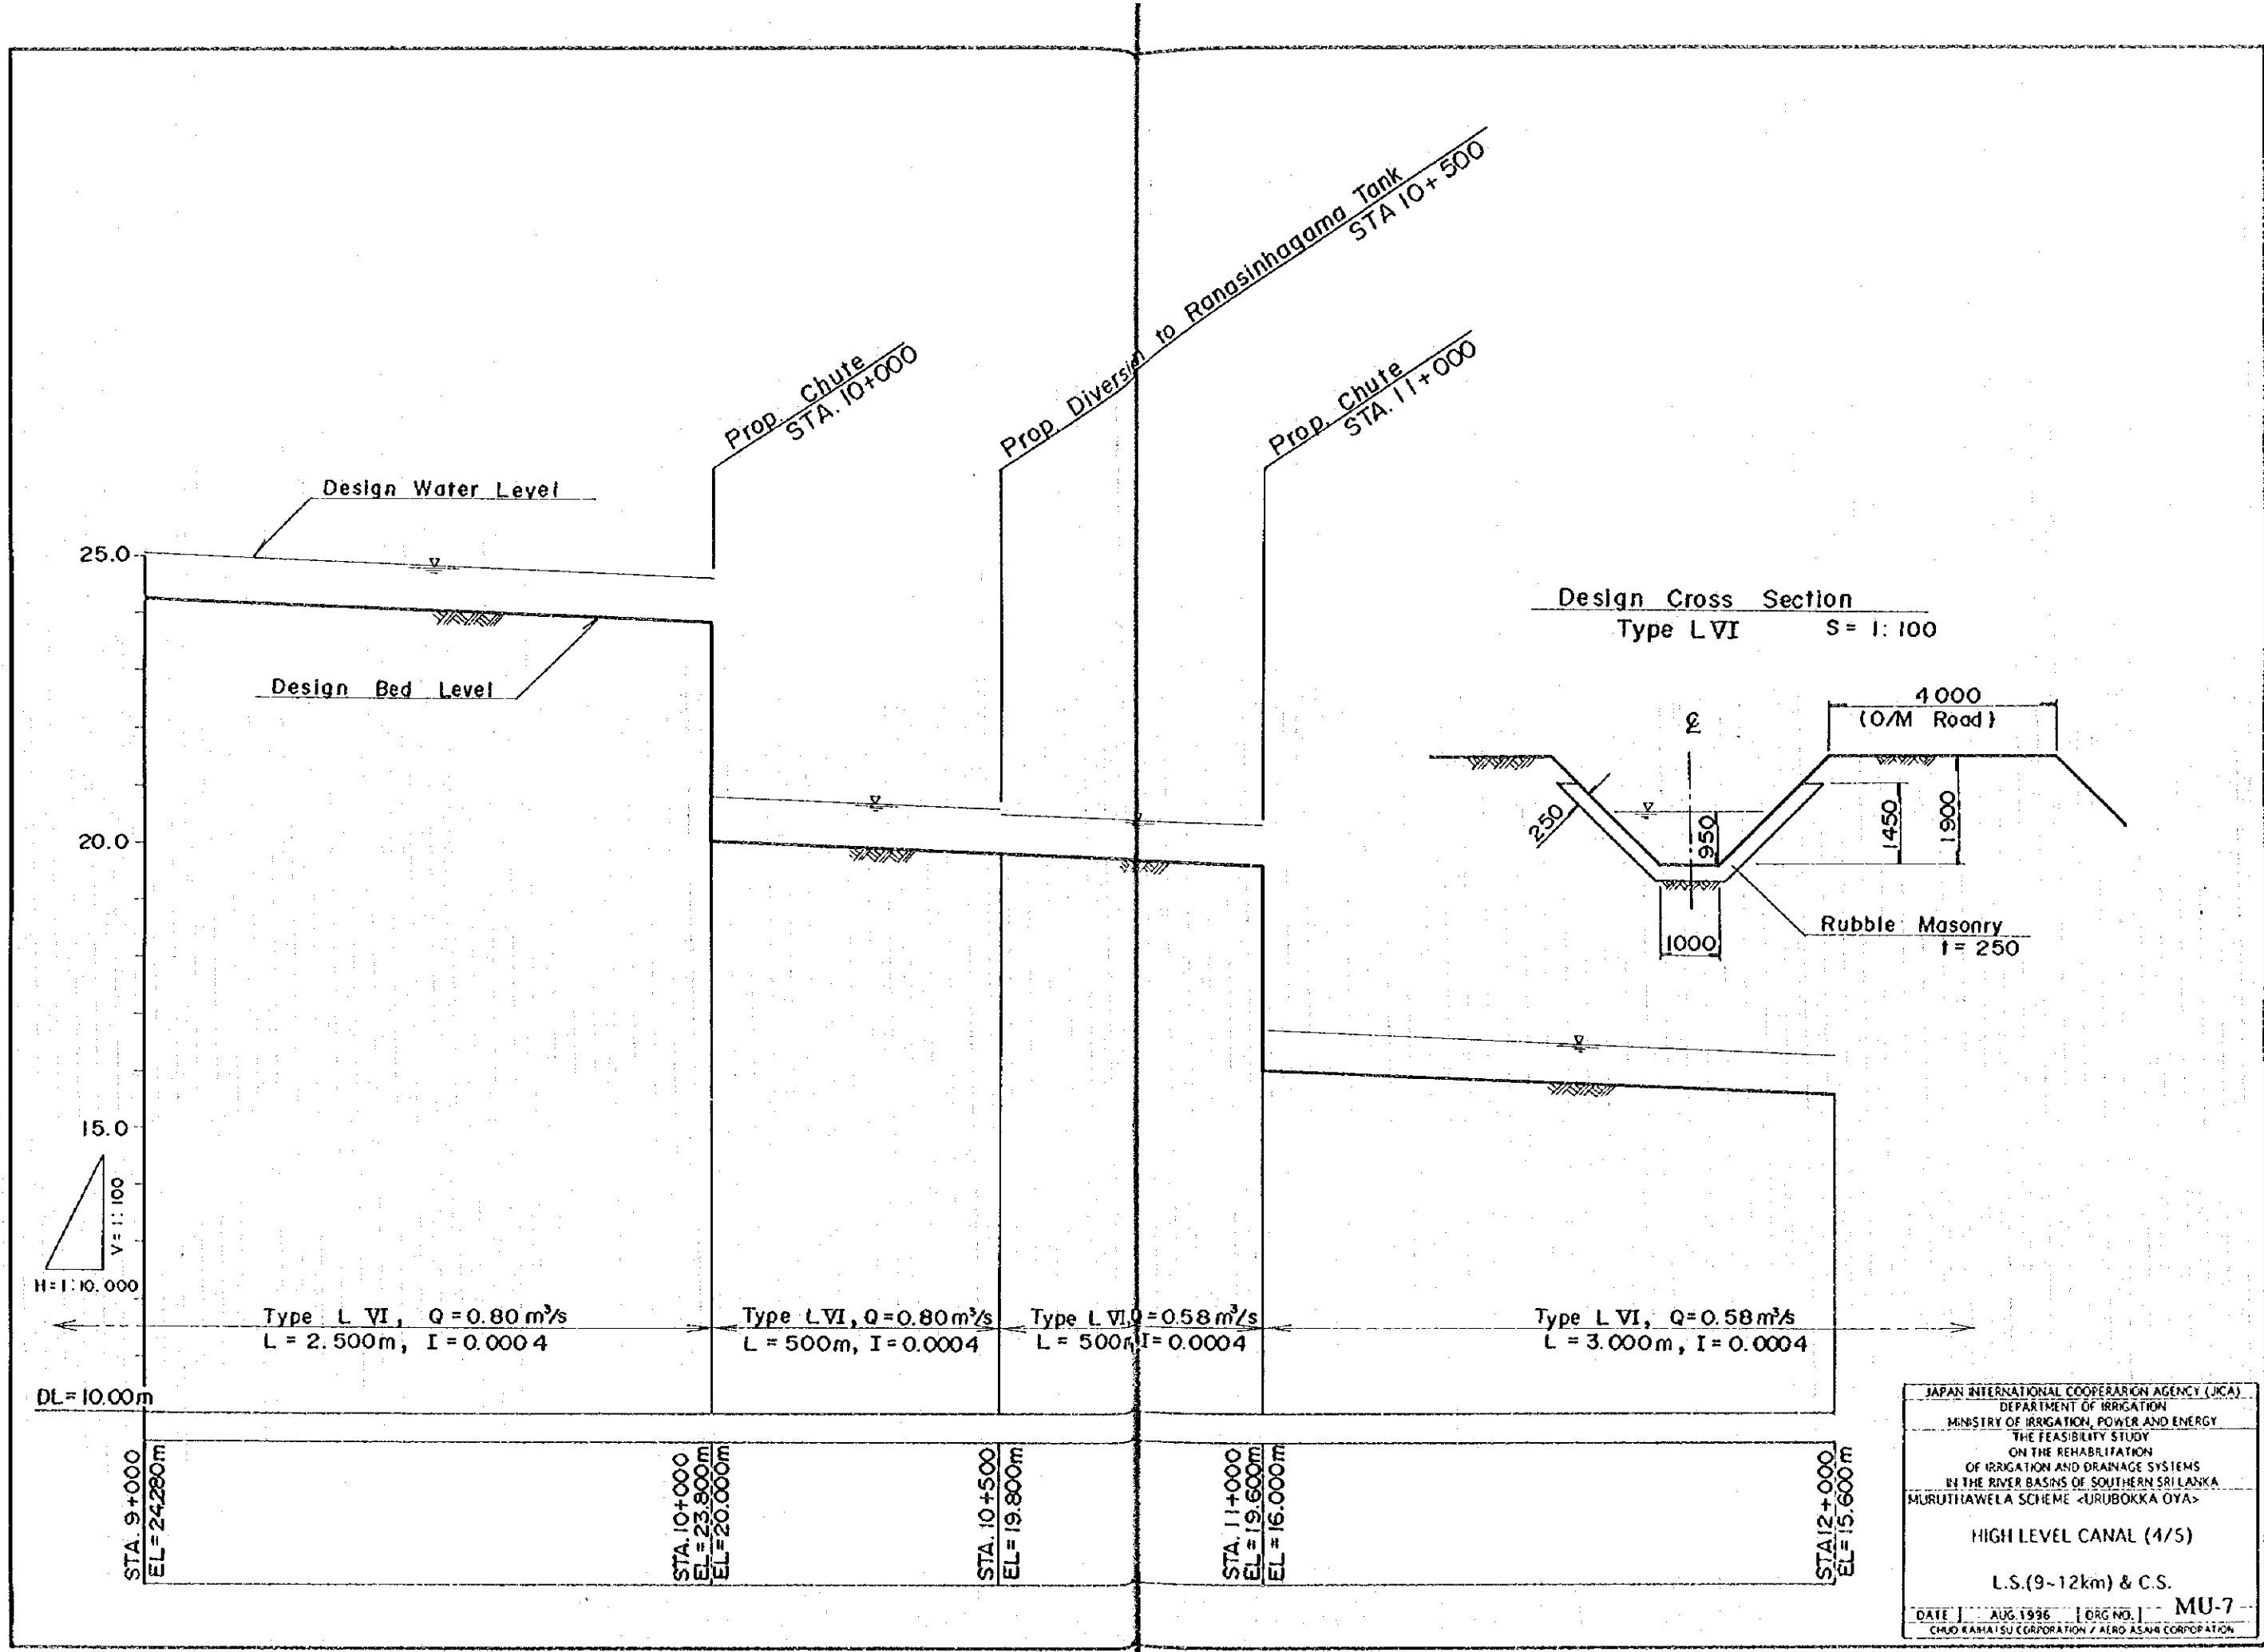 Prop. Chute
STA. 10+000
Prop. Diversion to Ranasinhagama Tank
STA 10+500
Prop. Chute
STA. 11+000
Design Water Level
Design Bed Level
25.0
20.0
15.0
V=1:100
H=1:10.000
DL=10.00m
Design Cross Section
Type L VI S= 1:100
4000
(O/M Road)
℄
250
950
1450
1900
1000
Rubble Masonry
t=250
Type L VI, Q=0.80m³/s
L = 2.500m, I=0.0004
Type L VI, Q=0.80m³/s
L = 500m, I=0.0004
Type L VI, Q=0.58m³/s
L = 500m I=0.0004
Type L VI, Q=0.58m³/s
L = 3.000m, I=0.0004
STA. 9+000
EL=24.280m
STA.10+000
EL=23.800m
EL=20.000m
STA. 10+500
EL=19.800m
STA. 11+000
EL=19.600m
EL=16.000m
STA.12+000
EL=15.600m
JAPAN INTERNATIONAL COOPERARION AGENCY (JICA)
DEPARTMENT OF IRRIGATION
MINISTRY OF IRRIGATION, POWER AND ENERGY
THE FEASIBILITY STUDY
ON THE REHABILITATION
OF IRRIGATION AND DRAINAGE SYSTEMS
IN THE RIVER BASINS OF SOUTHERN SRI LANKA
MURUTHAWELA SCHEME <URUBOKKA OYA>
HIGH LEVEL CANAL (4/5)
L.S.(9~12km) & C.S.
DATE AUG.1996 DRG NO. MU-7
CHUO KAIHATSU CORPORATION / AERO ASAHI CORPORATION